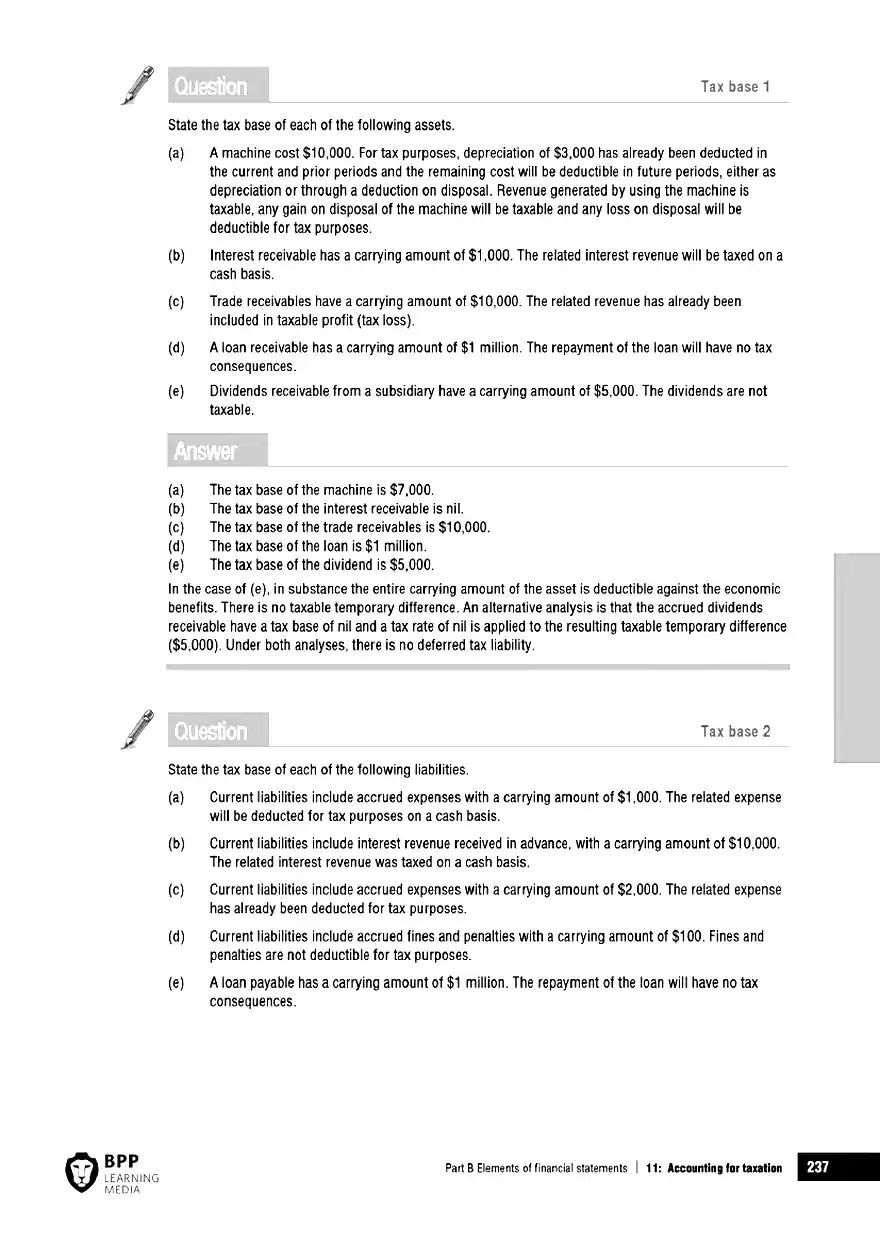 Question
Tax base 1
State the tax base of each of the following assets.
(a) A machine cost $10,000. For tax purposes, depreciation of $3,000 has already been deducted in
the current and prior periods and the remaining cost will be deductible in future periods, either as
depreciation or through a deduction on disposal. Revenue generated by using the machine is
taxable, any gain on disposal of the machine will be taxable and any loss on disposal will be
deductible for tax purposes.
(b) Interest receivable has a carrying amount of $1,000. The related interest revenue will be taxed on a
cash basis.
(c) Trade receivables have a carrying amount of $10,000. The related revenue has already been
included in taxable profit (tax loss).
(d) A loan receivable has a carrying amount of $1 million. The repayment of the loan will have no tax
consequences.
(e) Dividends receivable from a subsidiary have a carrying amount of $5,000. The dividends are not
taxable.
Answer
(a) The tax base of the machine is $7,000.
(b) The tax base of the interest receivable is nil.
(c) The tax base of the trade receivables is $10,000.
(d) The tax base of the loan is $1 million.
(e) The tax base of the dividend is $5,000.
In the case of (e), in substance the entire carrying amount of the asset is deductible against the economic
benefits. There is no taxable temporary difference. An alternative analysis is that the accrued dividends
receivable have a tax base of nil and a tax rate of nil is applied to the resulting taxable temporary difference
($5,000). Under both analyses, there is no deferred tax liability.
Question
Tax base 2
State the tax base of each of the following liabilities.
(a) Current liabilities include accrued expenses with a carrying amount of $1,000. The related expense
will be deducted for tax purposes on a cash basis.
(b) Current liabilities include interest revenue received in advance, with a carrying amount of $10,000.
The related interest revenue was taxed on a cash basis.
(c) Current liabilities include accrued expenses with a carrying amount of $2,000. The related expense
has already been deducted for tax purposes.
(d) Current liabilities include accrued fines and penalties with a carrying amount of $100. Fines and
penalties are not deductible for tax purposes.
(e) A loan payable has a carrying amount of $1 million. The repayment of the loan will have no tax
consequences.
BPP
LEARNING
MEDIA
Part B Elements of financial statements | 11: Accounting for taxation 237